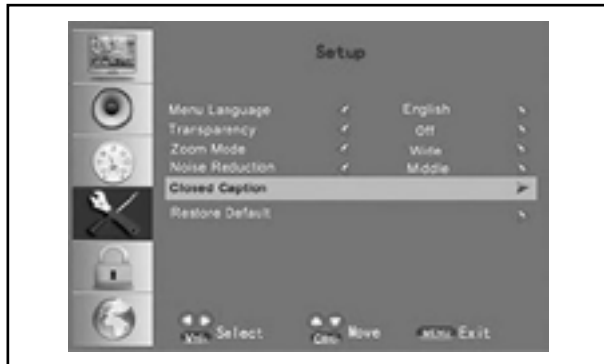 Setup
Menu Language English
Transparency Off
Zoom Mode Wide
Noise Reduction Middle
Closed Caption
Restore Default
Select Move MENU Exit